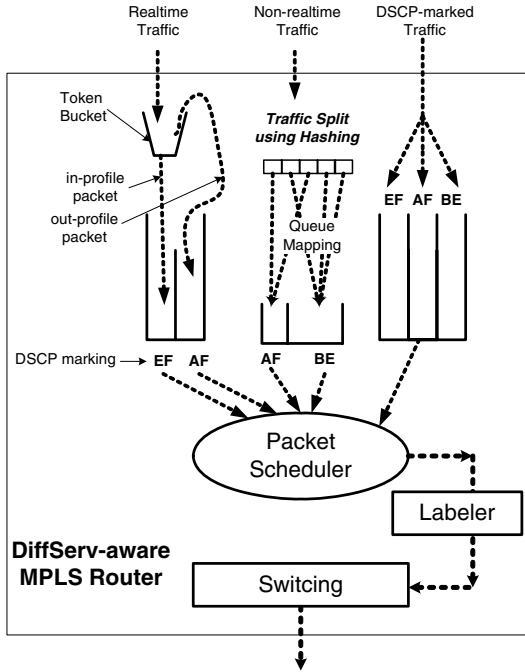 Realtime
Traffic
Non-realtime
Traffic
DSCP-marked
Traffic
Token
Bucket
Traffic Split
using Hashing
in-profile
packet
out-profile
packet
Queue
Mapping
EF AF BE
DSCP marking
EF AF
AF BE
Packet
Scheduler
Labeler
DiffServ-aware
MPLS Router
Switcing